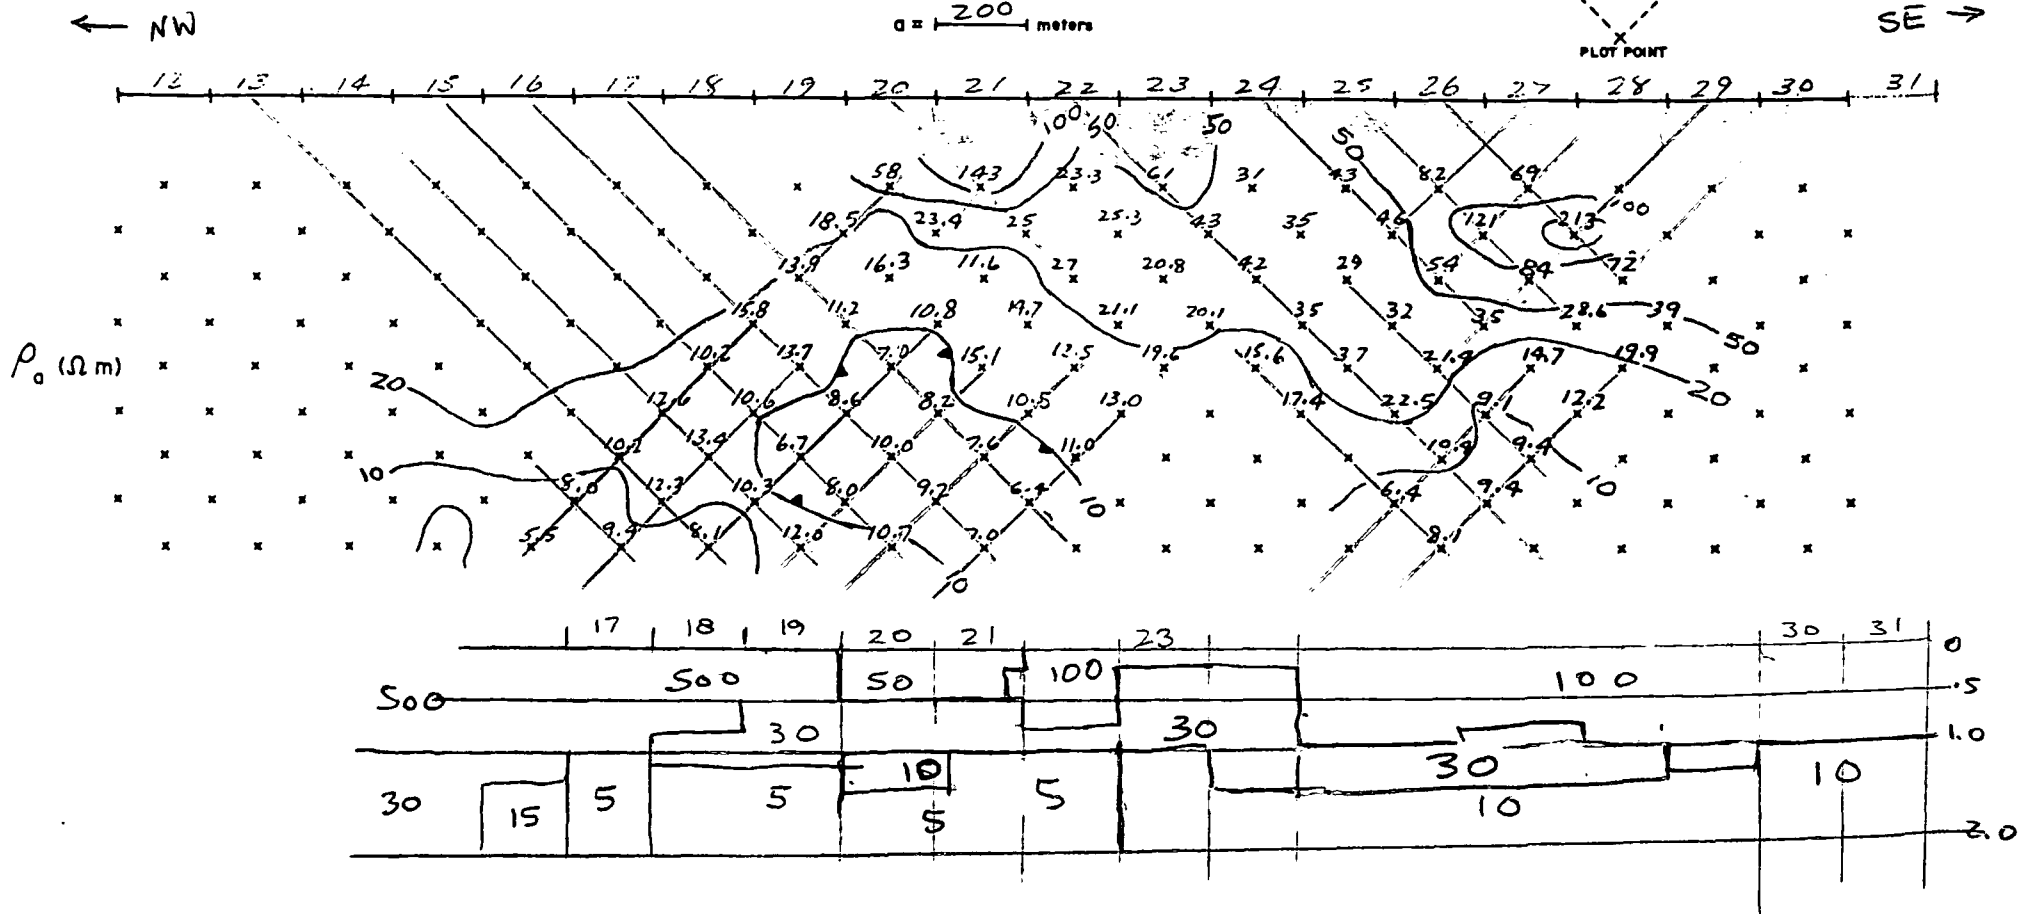 ← NW
a = 200 meters
SE →
PLOT POINT
12 13 14 15 16 17 18 19 20 21 22 23 24 25 26 27 28 29 30 31
100 50 50 50
58 143 23.3 61 31 43 82 69
18.5 23.4 25 25.3 43 35 46 121 213 100
13.9 16.3 11.6 27 20.8 42 29 54 84 72
15.8 11.2 10.8 19.7 21.1 20.1 35 32 35 28.6 39 50
ρa (Ωm)
10.2 13.7 7.0 15.1 12.5 19.6 15.6 37 21.4 14.7 19.9
20 20
12.6 10.6 8.6 8.2 10.5 13.0 17.4 22.5 9.1 12.2
10.2 13.4 6.7 10.0 7.6 11.0 10.9 9.4
10 8.0 12.3 10.3 8.0 9.2 6.4 10 6.4 9.4 10
5.5 9.9 8.1 12.0 10.7 7.0 8.1
10
17 18 19 20 21 23 30 31 0
500 50 100 100 .5
500
30 30 1.0
10 30 10
30 15 5 5 5 5 10
2.0